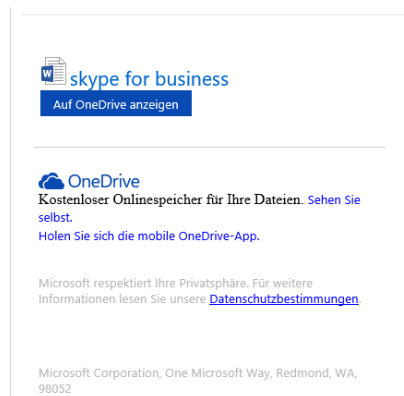 skype for business
Auf OneDrive anzeigen
OneDrive
Kostenloser Onlinespeicher für Ihre Dateien. Sehen Sie
selbst.
Holen Sie sich die mobile OneDrive-App.
Microsoft respektiert Ihre Privatsphäre. Für weitere
Informationen lesen Sie unsere Datenschutzbestimmungen.
Microsoft Corporation, One Microsoft Way, Redmond, WA,
98052